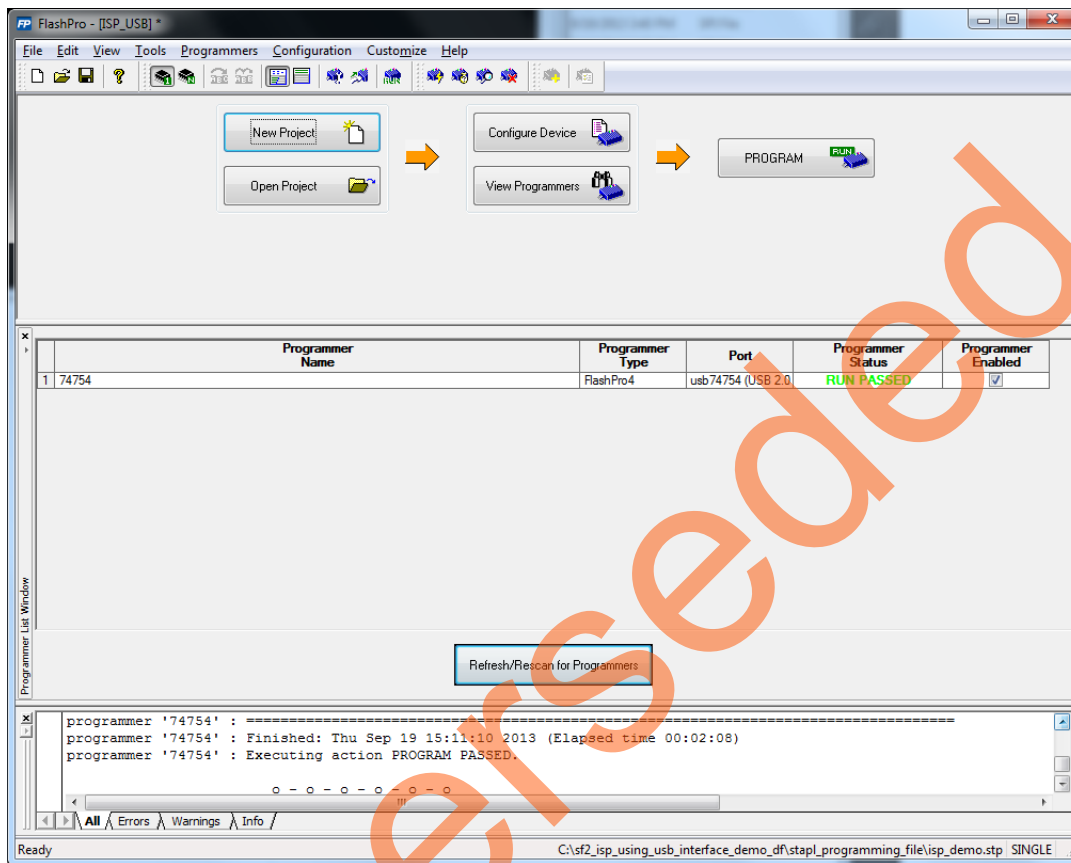 FlashPro - [ISP_USB] *
File Edit View Tools Programmers Configuration Customize Help
New Project
Open Project
Configure Device
View Programmers
PROGRAM
RUN
Programmer Name
Programmer Type
Port
Programmer Status
Programmer Enabled
1 74754 FlashPro4 usb74754 (USB 2.0 RUN PASSED
Programmer List Window
Refresh/Rescan for Programmers
programmer '74754' : =====================================================================================
programmer '74754' : Finished: Thu Sep 19 15:11:10 2013 (Elapsed time 00:02:08)
programmer '74754' : Executing action PROGRAM PASSED.
o - o - o - o - o - o
All Errors Warnings Info
Ready C:\sf2_isp_using_usb_interface_demo_df\stapl_programming_file\isp_demo.stp SINGLE
erseded